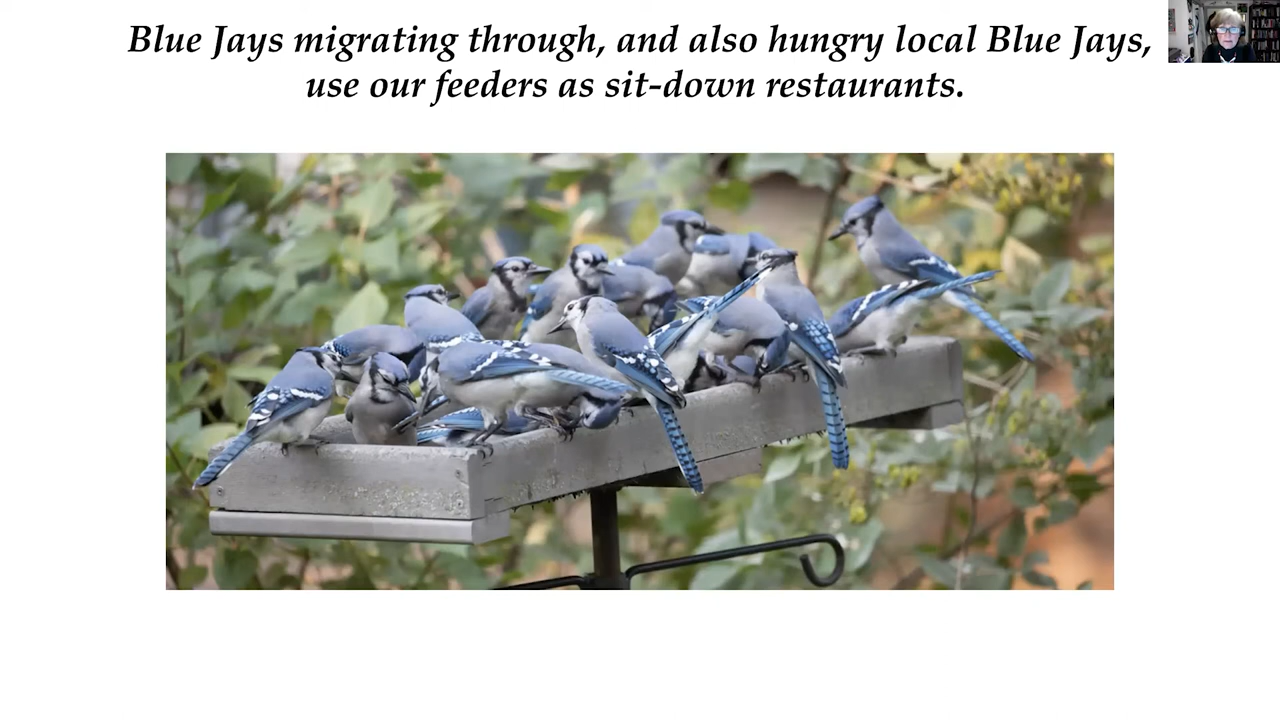 Blue Jays migrating through, and also hungry local Blue Jays,
use our feeders as sit-down restaurants.